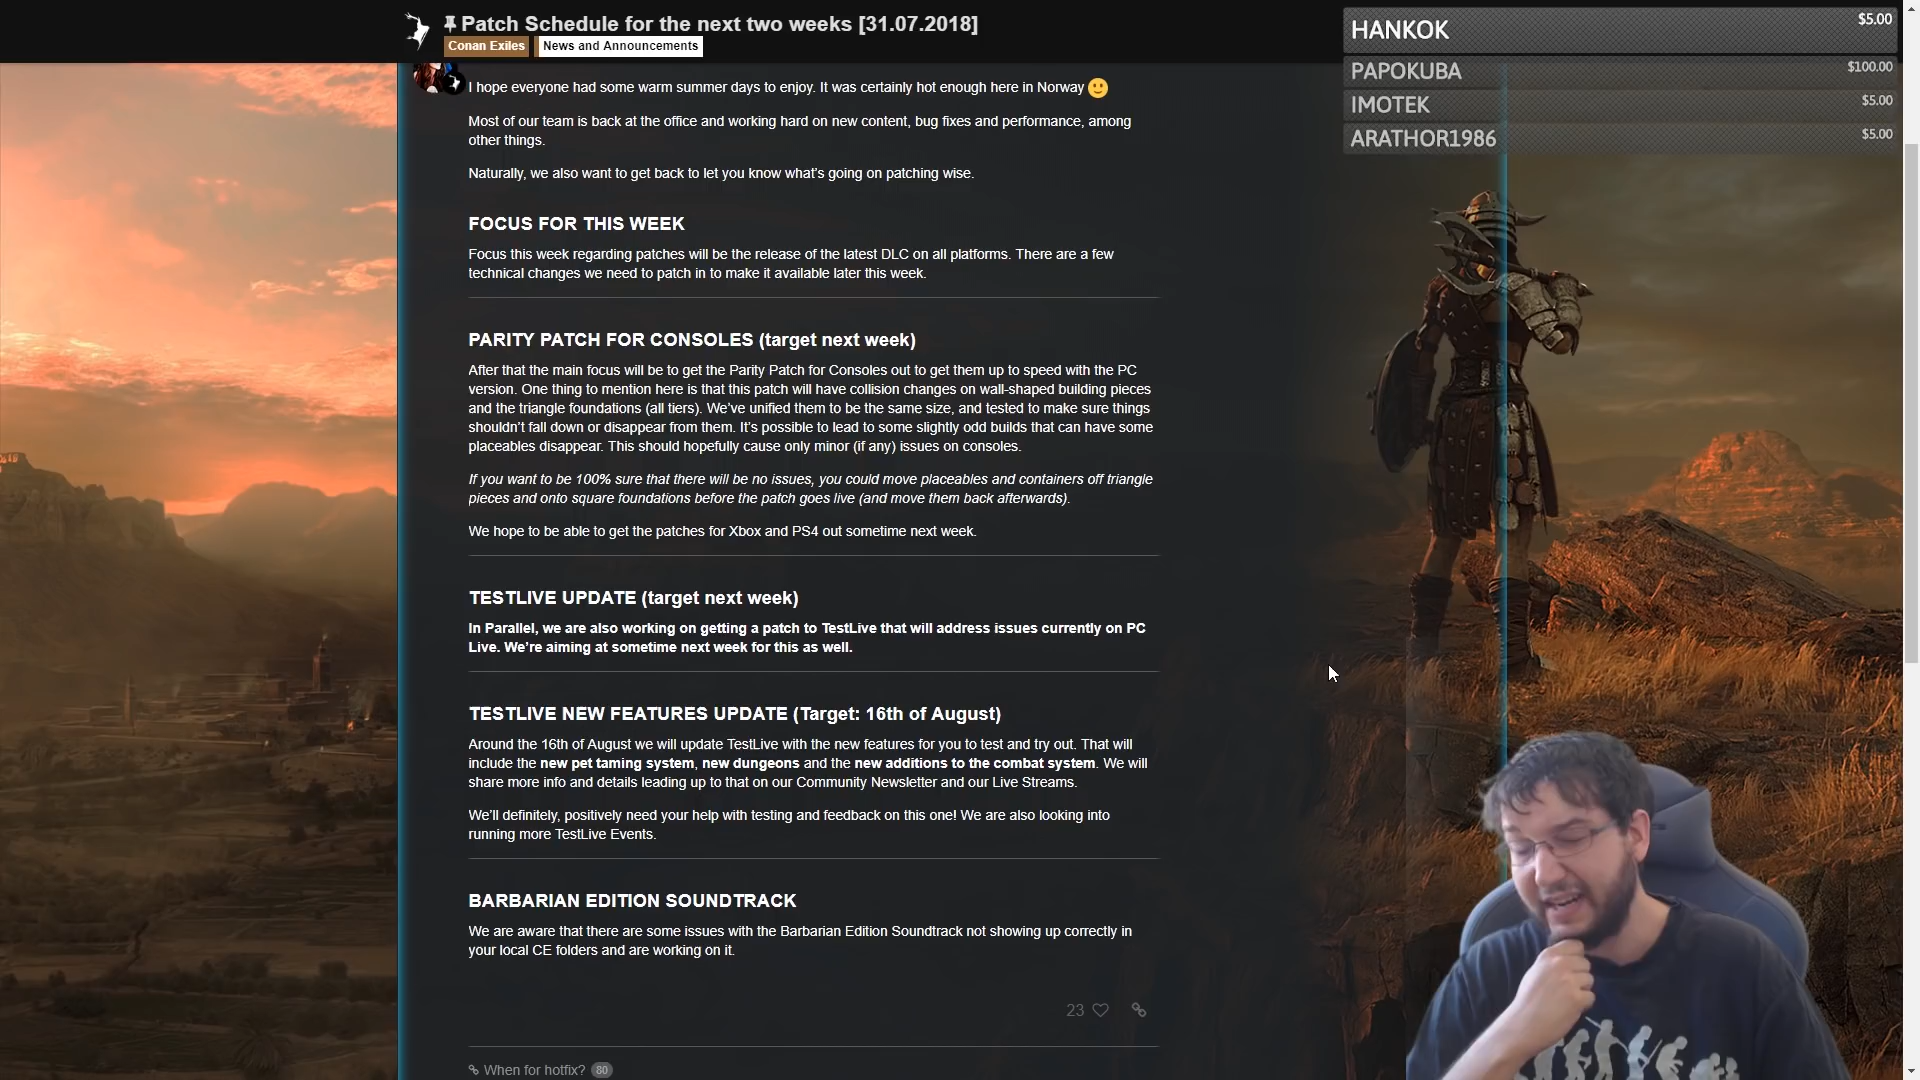 Patch Schedule for the next two weeks [31.07.2018]
Conan Exiles News and Announcements
HANKOK $5.00
PAPOKUBA $100.00
IMOTEK $5.00
ARATHOR1986 $5.00
I hope everyone had some warm summer days to enjoy. It was certainly hot enough here in Norway
Most of our team is back at the office and working hard on new content, bug fixes and performance, among
other things.
Naturally, we also want to get back to let you know what's going on patching wise.
FOCUS FOR THIS WEEK
Focus this week regarding patches will be the release of the latest DLC on all platforms. There are a few
technical changes we need to patch in to make it available later this week.
PARITY PATCH FOR CONSOLES (target next week)
After that the main focus will be to get the Parity Patch for Consoles out to get them up to speed with the PC
version. One thing to mention here is that this patch will have collision changes on wall-shaped building pieces
and the triangle foundations (all tiers). We've unified them to be the same size, and tested to make sure things
shouldn't fall down or disappear from them. It's possible to lead to some slightly odd builds that can have some
placeables disappear. This should hopefully cause only minor (if any) issues on consoles.
If you want to be 100% sure that there will be no issues, you could move placeables and containers off triangle
pieces and onto square foundations before the patch goes live (and move them back afterwards).
We hope to be able to get the patches for Xbox and PS4 out sometime next week.
TESTLIVE UPDATE (target next week)
In Parallel, we are also working on getting a patch to TestLive that will address issues currently on PC
Live. We're aiming at sometime next week for this as well.
TESTLIVE NEW FEATURES UPDATE (Target: 16th of August)
Around the 16th of August we will update TestLive with the new features for you to test and try out. That will
include the new pet taming system, new dungeons and the new additions to the combat system. We will
share more info and details leading up to that on our Community Newsletter and our Live Streams.
We'll definitely, positively need your help with testing and feedback on this one! We are also looking into
running more TestLive Events.
BARBARIAN EDITION SOUNDTRACK
We are aware that there are some issues with the Barbarian Edition Soundtrack not showing up correctly in
your local CE folders and are working on it.
23
When for hotfix? 80